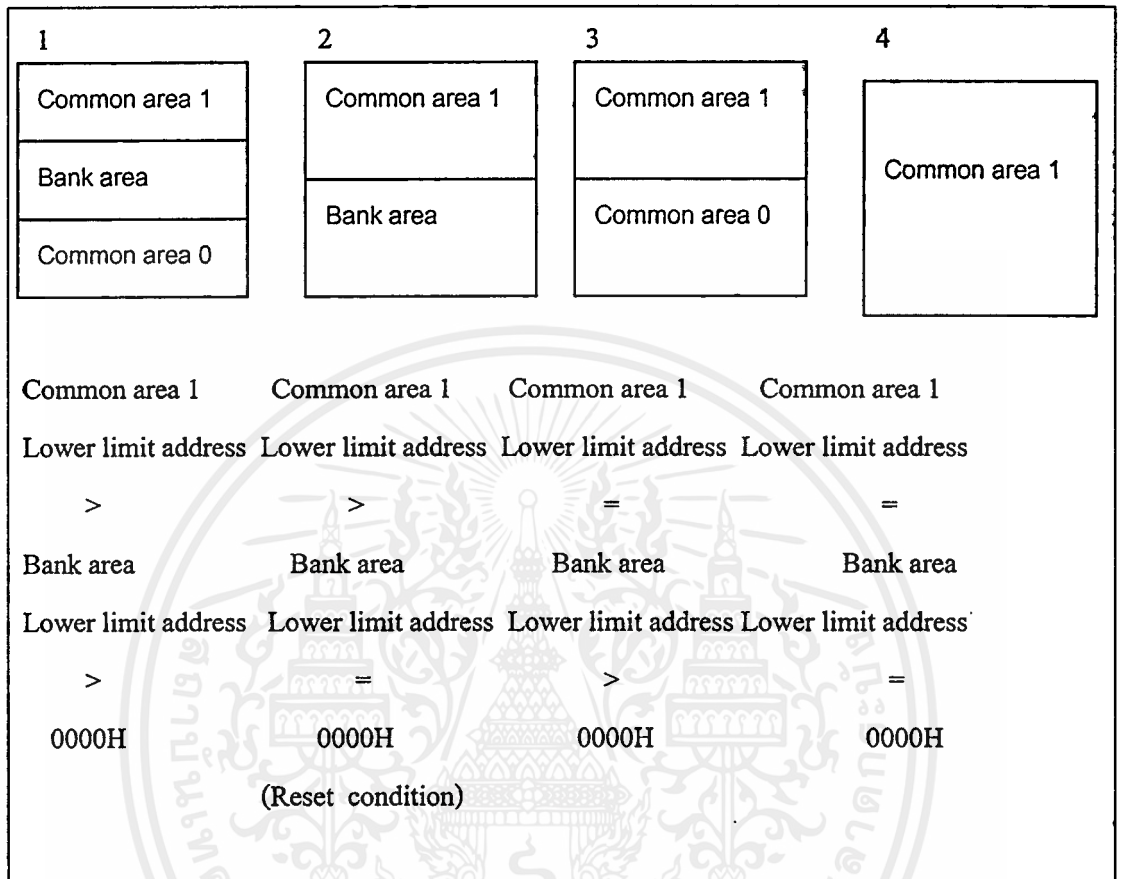 1 2 3 4
Common area 1 Common area 1 Common area 1
Common area 1
Bank area
Bank area Common area 0
Common area 0
Common area 1 Common area 1 Common area 1 Common area 1
Lower limit address Lower limit address Lower limit address Lower limit address
> > = =
Bank area Bank area Bank area Bank area
Lower limit address Lower limit address Lower limit address Lower limit address
> = > =
0000H 0000H 0000H 0000H
(Reset condition)